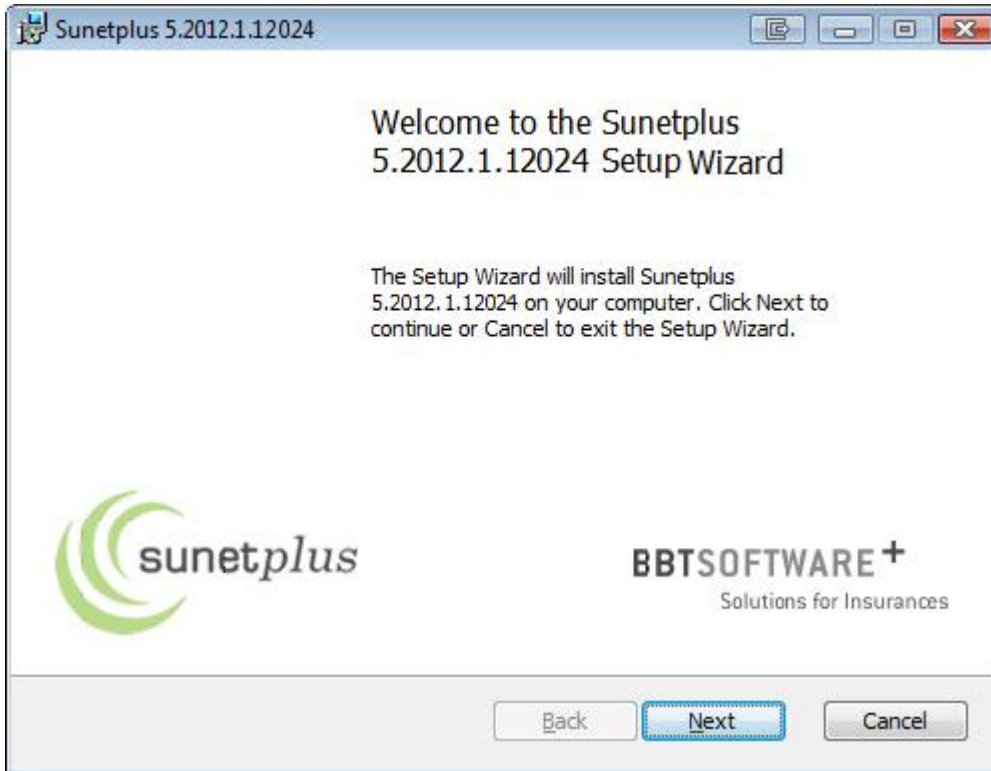 Sunetplus 5.2012.1.12024
Welcome to the Sunetplus
5.2012.1.12024 Setup Wizard
The Setup Wizard will install Sunetplus
5.2012.1.12024 on your computer. Click Next to
continue or Cancel to exit the Setup Wizard.
sunetplus
BBTSOFTWARE+
Solutions for Insurances
Back Next Cancel